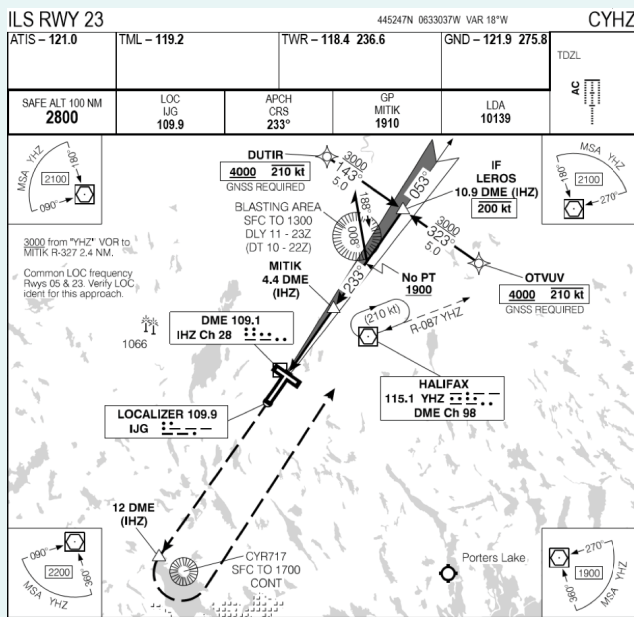 ILS RWY 23
445247N 0633037W VAR 18°W
CYHZ
ATIS – 121.0
TML – 119.2
TWR – 118.4 236.6
GND – 121.9 275.8
TDZL
AC
SAFE ALT 100 NM
2800
LOC
IJG
109.9
APCH
CRS
233°
GP
MITIK
1910
LDA
10139
MSA YHZ
180°
2100
090°
DUTIR
4000 210 kt
GNSS REQUIRED
3000
143°
5.0
053°
IF
LEROS
10.9 DME (IHZ)
200 kt
MSA YHZ
180°
2100
270°
BLASTING AREA
SFC TO 1300
DLY 11 - 23Z
(DT 10 - 22Z)
188°
008°
3000
323°
5.0
3000 from "YHZ" VOR to
MITIK R-327 2.4 NM.
Common LOC frequency
Rwys 05 & 23. Verify LOC
ident for this approach.
MITIK
4.4 DME
(IHZ)
233°
No PT
1900
OTVUV
4000 210 kt
GNSS REQUIRED
1066
DME 109.1
IHZ Ch 28
(210 kt)
R-087 YHZ
HALIFAX
115.1 YHZ
DME Ch 98
LOCALIZER 109.9
IJG
12 DME
(IHZ)
CYR717
SFC TO 1700
CONT
Porters Lake
090°
2200
360°
MSA YHZ
270°
1900
360°
MSA YHZ